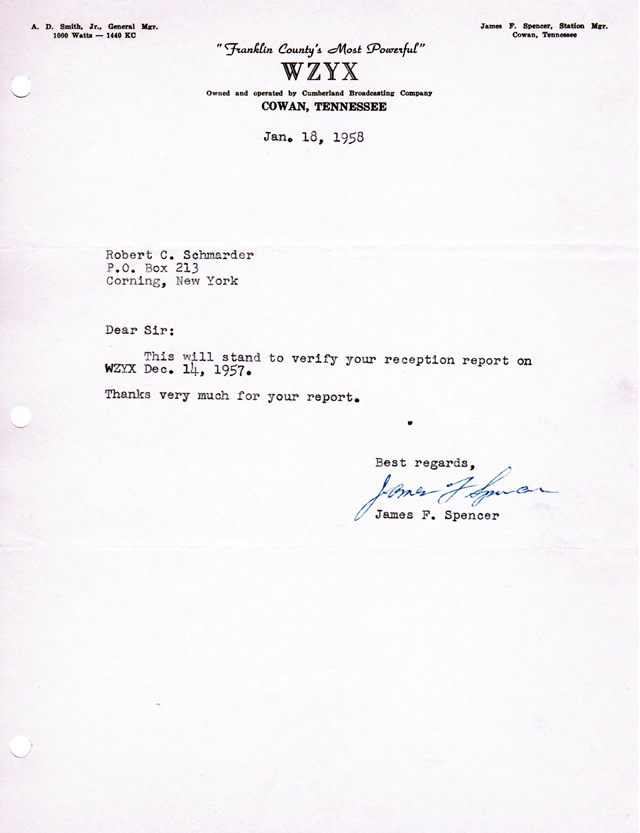 A. D. Smith, Jr., General Mgr.
1000 Watts — 1440 KC
James F. Spencer, Station Mgr.
Cowan, Tennessee
"Franklin County's Most Powerful"
WZYX
Owned and operated by Cumberland Broadcasting Company
COWAN, TENNESSEE
Jan. 18, 1958
Robert C. Schmarder
P.O. Box 213
Corning, New York
Dear Sir:
This will stand to verify your reception report on
WZYX Dec. 14, 1957.
Thanks very much for your report.
Best regards,
James F Spencer
James F. Spencer